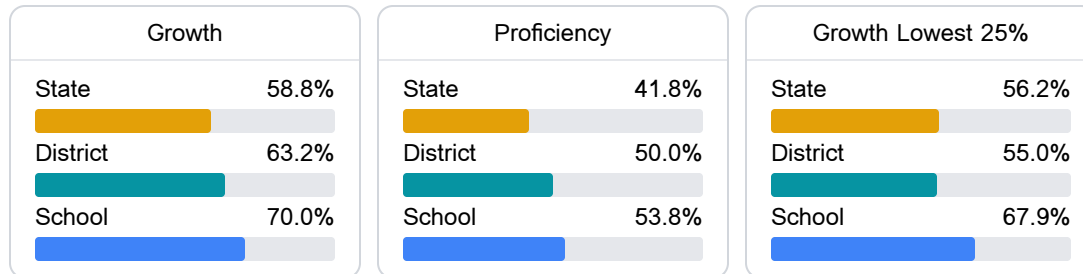 Growth
State 58.8%
District 63.2%
School 70.0%
Proficiency
State 41.8%
District 50.0%
School 53.8%
Growth Lowest 25%
State 56.2%
District 55.0%
School 67.9%